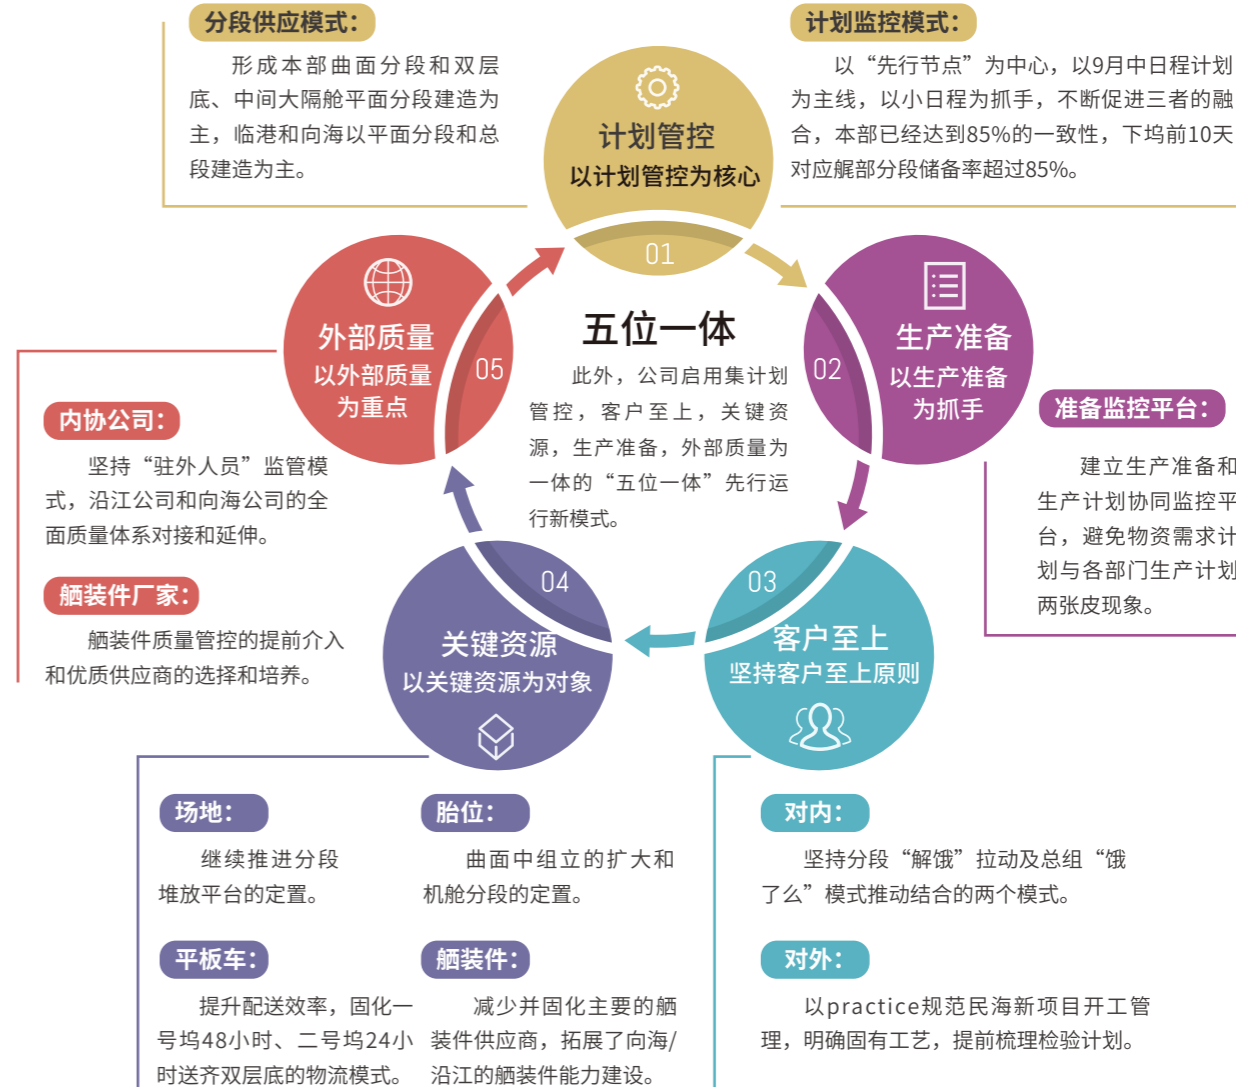 分段供应模式：
形成本部曲面分段和双层
底、中间大隔舱平面分段建造为
主，临港和向海以平面分段和总
段建造为主。
计划监控模式：
以“先行节点”为中心，以9月中日程计划
为主线，以小日程为抓手，不断促进三者的融
合，本部已经达到85%的一致性，下坞前10天
对应艉部分段储备率超过85%。
计划管控
以计划管控为核心
01
外部质量
以外部质量
为重点
05
五位一体
此外，公司启用集计划
管控，客户至上，关键资
源，生产准备，外部质量为
一体的“五位一体”先行运
行新模式。
02
生产准备
以生产准备
为抓手
内协公司：
坚持“驻外人员”监管模
式，沿江公司和向海公司的全
面质量体系对接和延伸。
舾装件厂家：
舾装件质量管控的提前介入
和优质供应商的选择和培养。
准备监控平台：
建立生产准备和
生产计划协同监控平
台，避免物资需求计
划与各部门生产计划
两张皮现象。
04
关键资源
以关键资源为对象
03
客户至上
坚持客户至上原则
场地：
继续推进分段
堆放平台的定置。
胎位：
曲面中组立的扩大和
机舱分段的定置。
平板车：
提升配送效率，固化一
号坞48小时、二号坞24小
时送齐双层底的物流模式。
舾装件：
减少并固化主要的舾
装件供应商，拓展了向海/
沿江的舾装件能力建设。
对内：
坚持分段“解饿”拉动及总组“饿
了么”模式推动结合的两个模式。
对外：
以practice规范民海新项目开工管
理，明确固有工艺，提前梳理检验计划。